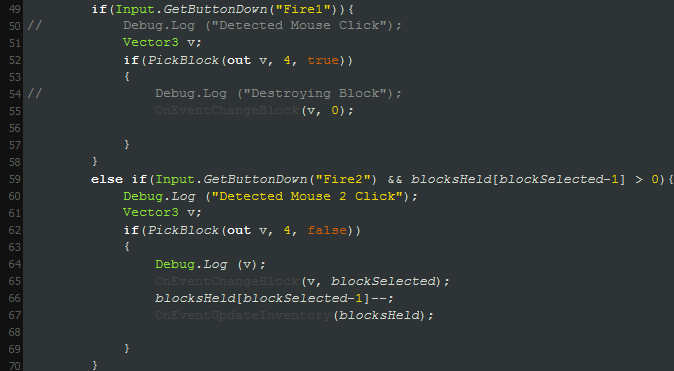 49 if(Input.GetButtonDown("Fire1")){
50 // Debug.Log ("Detected Mouse Click");
51 Vector3 v;
52 if(PickBlock(out v, 4, true))
53 {
54 // Debug.Log ("Destroying Block");
55 OnEventChangeBlock(v, 0);
56
57 }
58 }
59 else if(Input.GetButtonDown("Fire2") && blocksHeld[blockSelected-1] > 0){
60 Debug.Log ("Detected Mouse 2 Click");
61 Vector3 v;
62 if(PickBlock(out v, 4, false))
63 {
64 Debug.Log (v);
65 OnEventChangeBlock(v, blockSelected);
66 blocksHeld[blockSelected-1]--;
67 OnEventUpdateInventory(blocksHeld);
68
69 }
70 }